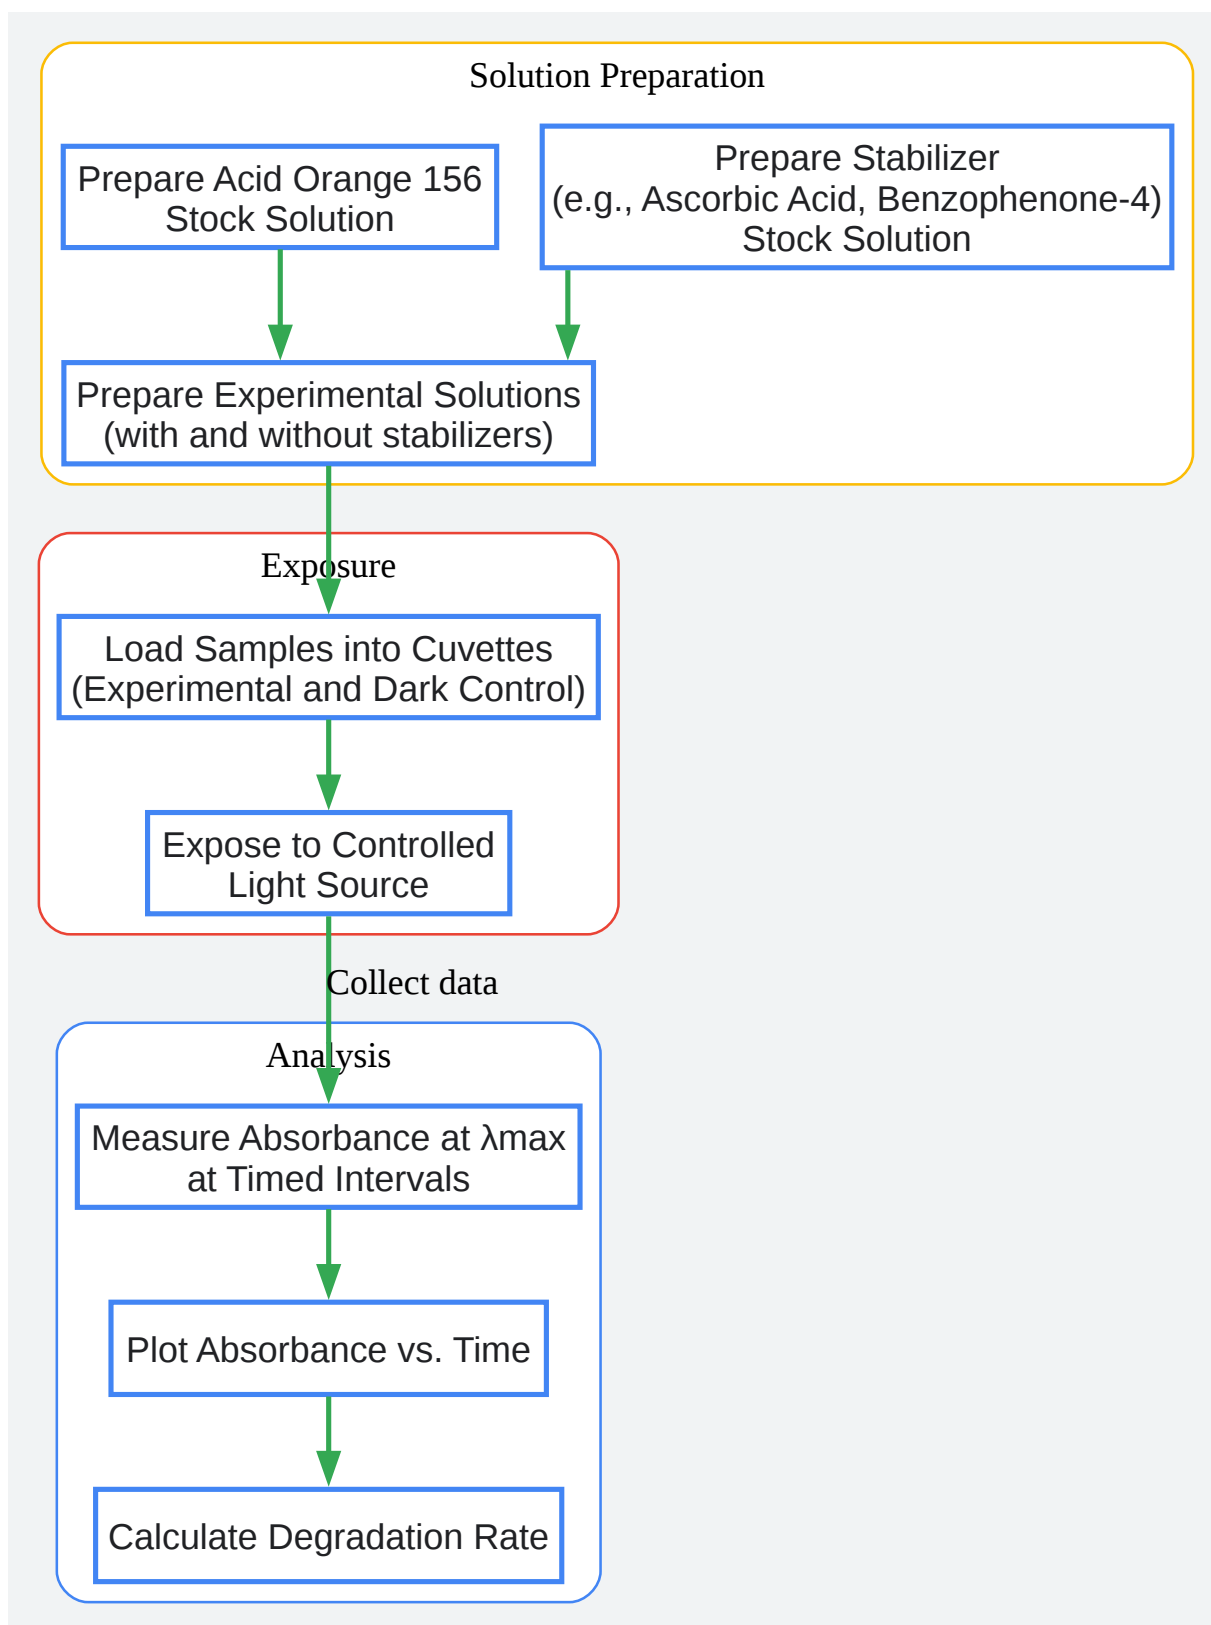 Solution Preparation
Prepare Acid Orange 156
Stock Solution
Prepare Stabilizer
(e.g., Ascorbic Acid, Benzophenone-4)
Stock Solution
Prepare Experimental Solutions
(with and without stabilizers)
Exposure
Load Samples into Cuvettes
(Experimental and Dark Control)
Expose to Controlled
Light Source
Collect data
Analysis
Measure Absorbance at λmax
at Timed Intervals
Plot Absorbance vs. Time
Calculate Degradation Rate